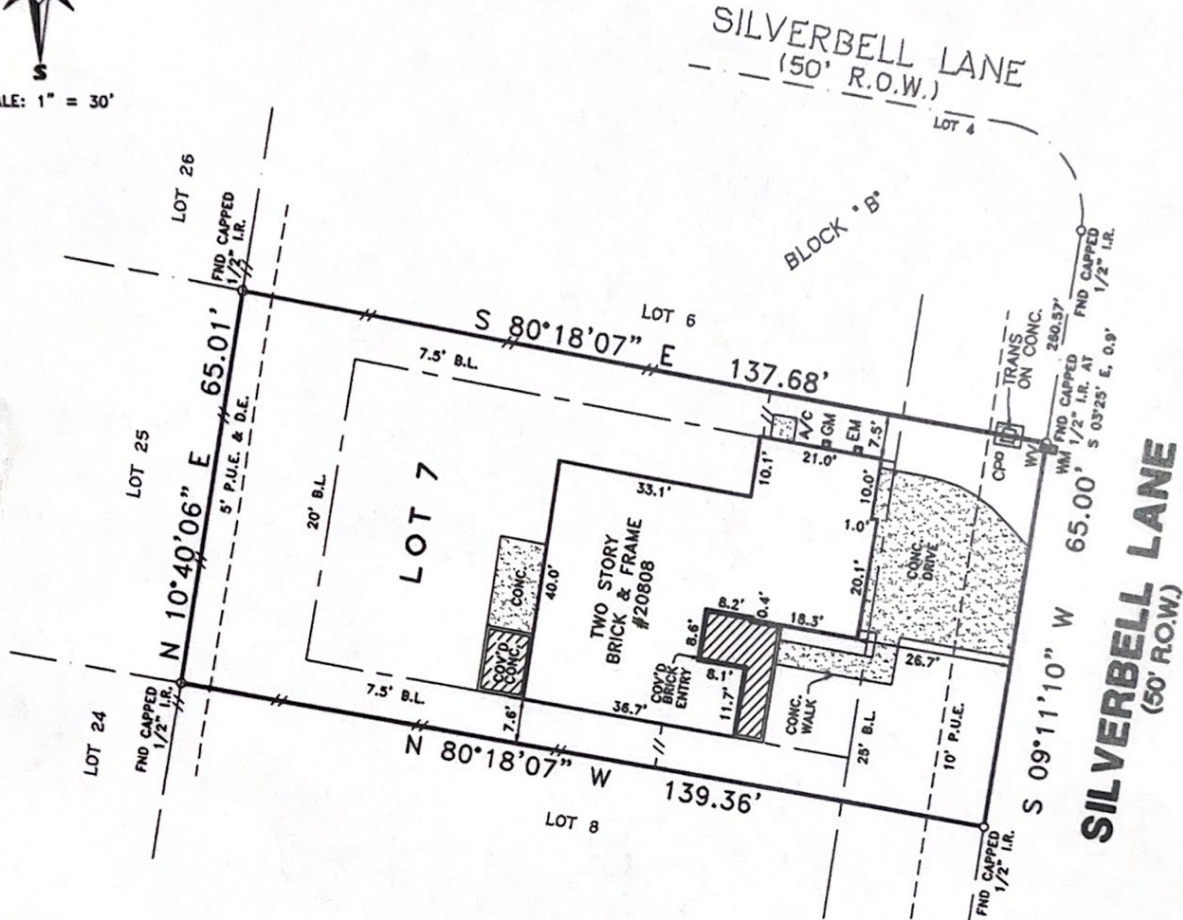 S
ALE: 1" = 30'
SILVERBELL LANE
(50' R.O.W.)
LOT 4
BLOCK "B"
LOT 26
FND CAPPED
1/2" I.R.
LOT 6
S 80°18'07" E 137.68'
7.5' B.L.
N 10°40'06" E 65.01'
5' P.U.E. & D.E.
LOT 25
20' B.L.
LOT 7
A/C
GM
EM
7.5'
TRANS
ON CONC.
CPO
WV
WM
260.57'
FND CAPPED
1/2" I.R.
FND CAPPED
1/2" I.R. AT
S 03°25' E, 0.9'
10.1'
21.0'
33.1'
10.0'
1.0'
20.1'
CONC.
DRIVE
40.0'
CONC.
COV'D
CONC.
TWO STORY
BRICK & FRAME
#20808
8.2'
0.4'
18.3'
8.6'
8.1'
11.7'
COV'D
BRICK
ENTRY
26.7'
CONC.
WALK
36.7'
7.6'
7.5' B.L.
25' B.L.
10' P.U.E.
S 09°11'10" W 65.00'
SILVERBELL LANE
(50' R.O.W.)
LOT 24
FND CAPPED
1/2" I.R.
N 80°18'07" W 139.36'
LOT 8
FND CAPPED
1/2" I.R.